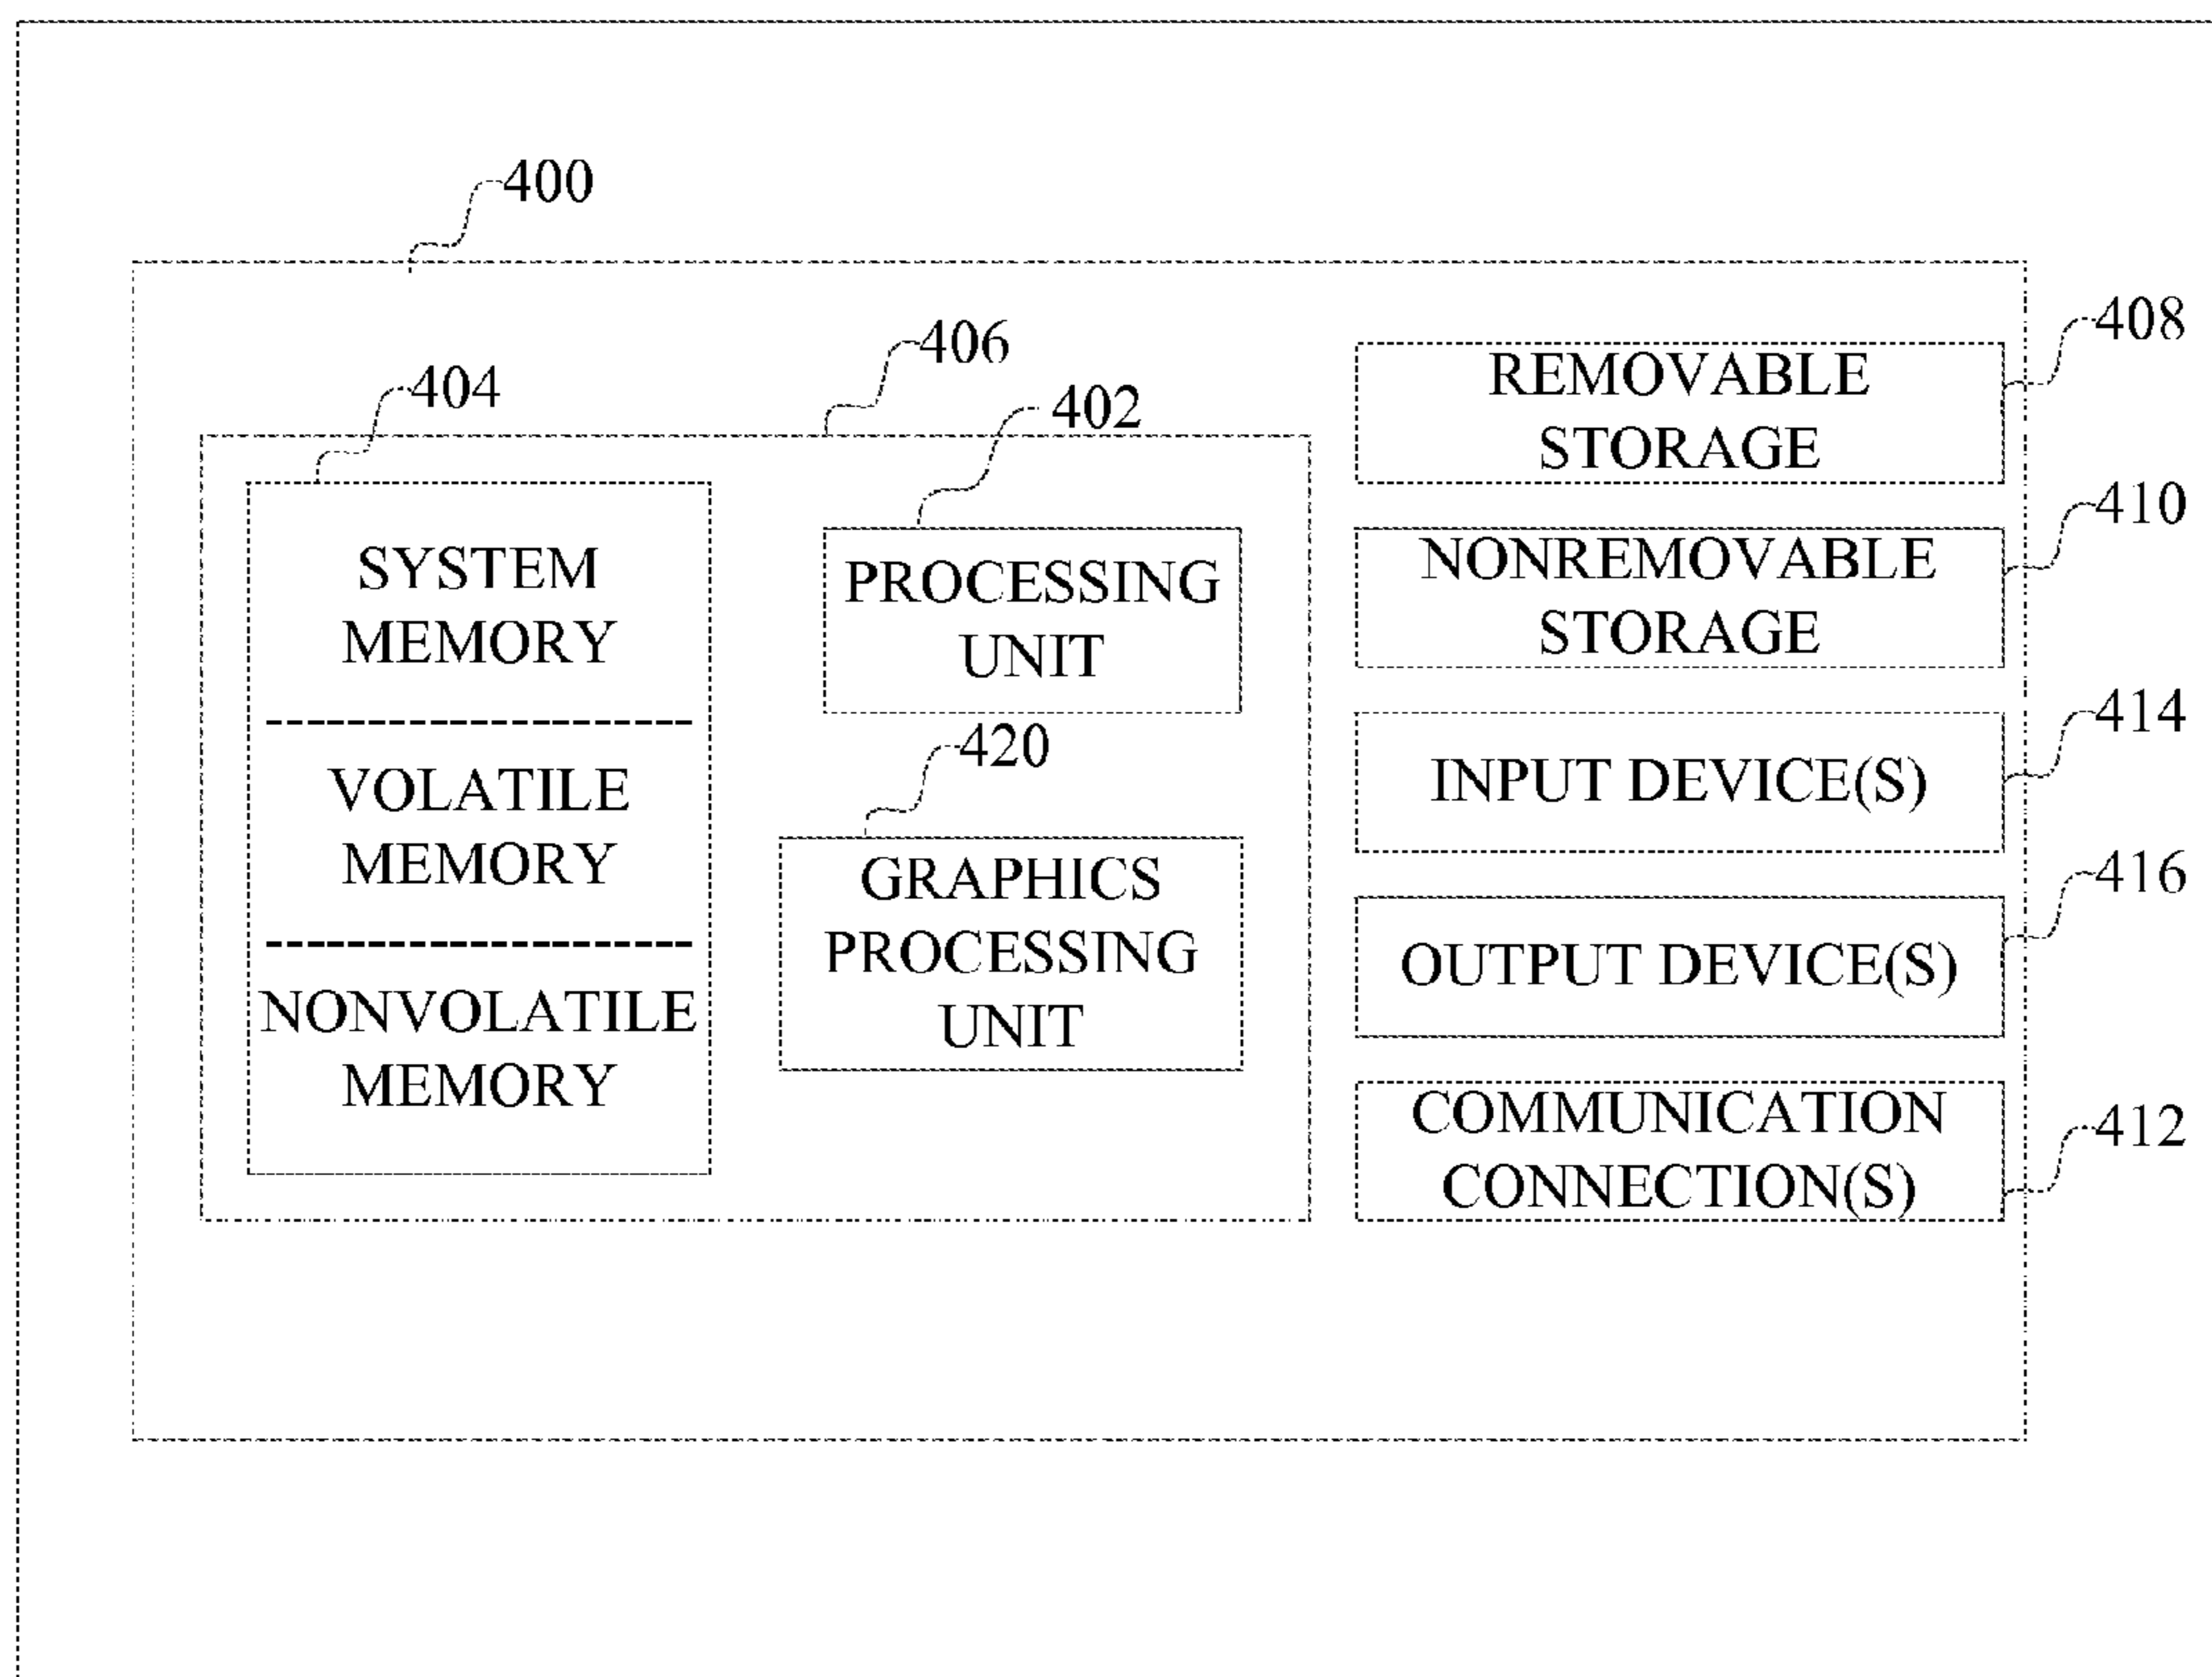 400
406
404
402
408
REMOVABLE
STORAGE
410
SYSTEM
MEMORY
PROCESSING
UNIT
NONREMOVABLE
STORAGE
420
414
VOLATILE
MEMORY
INPUT DEVICE(S)
GRAPHICS
PROCESSING
UNIT
416
OUTPUT DEVICE(S)
NONVOLATILE
MEMORY
COMMUNICATION
CONNECTION(S)
412